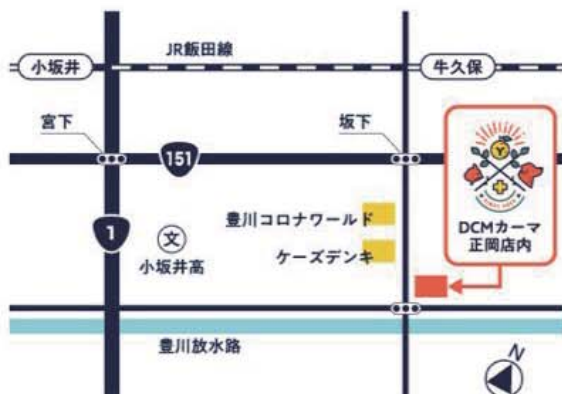 JR飯田線
小坂井
牛久保
宮下
坂下
151
Y
豊川コロナワールド
DCMカーマ
正岡店内
1
文
小坂井高
ケーズデンキ
豊川放水路
N